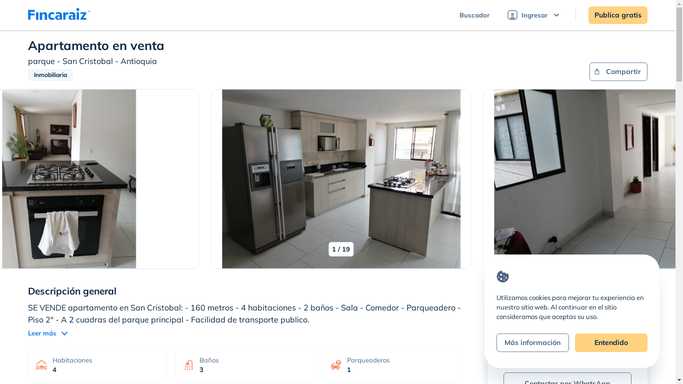 Fincaraiz
Buscador
Ingresar
Publica gratis
Apartamento en venta
parque - San Cristobal - Antioquia
Inmobiliaria
Compartir
1 / 19
Descripción general
SE VENDE apartamento en San Cristobal: - 160 metros - 4 habitaciones - 2 baños - Sala - Comedor - Parqueadero -
Piso 2° - A 2 cuadras del parque principal - Facilidad de transporte publico.
Leer más
Habitaciones
4
Baños
3
Parqueaderos
1
Utilizamos cookies para mejorar tu experiencia en
nuestro sitio web. Al continuar en el sitio
consideramos que aceptas su uso.
Más información
Entendido
Contactar por WhatsApp